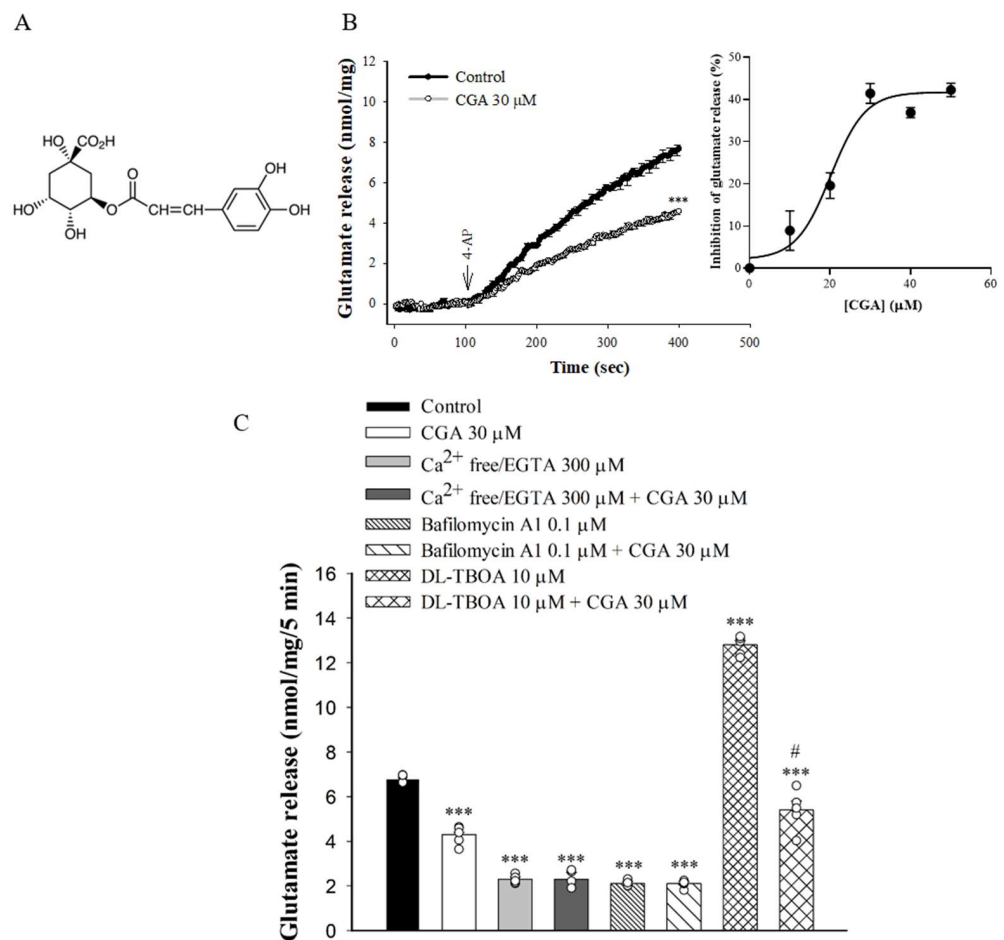 A
HO
CO₂H
HO
OH
O
O
CH=CH
OH
OH
B
Glutamate release (nmol/mg)
12
10
8
6
4
2
0
Control
CGA 30 μM
4-AP
***
0 100 200 300 400 500
Time (sec)
Inhibition of glutamate release (%)
50
40
30
20
10
0
0 20 40 60
[CGA] (μM)
C
Control
CGA 30 μM
Ca²⁺ free/EGTA 300 μM
Ca²⁺ free/EGTA 300 μM + CGA 30 μM
Bafilomycin A1 0.1 μM
Bafilomycin A1 0.1 μM + CGA 30 μM
DL-TBOA 10 μM
DL-TBOA 10 μM + CGA 30 μM
Glutamate release (nmol/mg/5 min)
16
14
12
10
8
6
4
2
0
***
***
***
***
***
***
#
***